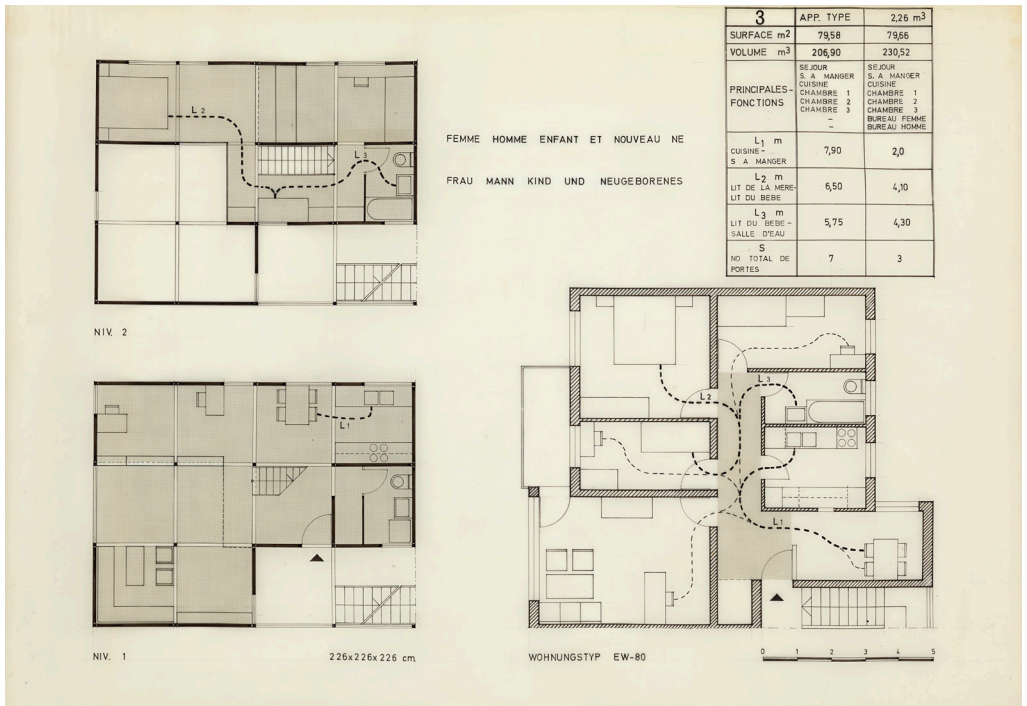 3 APP. TYPE 2,26 m³
SURFACE m² 79,58 79,66
VOLUME m³ 206,90 230,52
PRINCIPALES-
FONCTIONS
SEJOUR
S. A MANGER
CUISINE
CHAMBRE 1
CHAMBRE 2
CHAMBRE 3
–
–
SEJOUR
S. A MANGER
CUISINE
CHAMBRE 1
CHAMBRE 2
CHAMBRE 3
BUREAU FEMME
BUREAU HOMME
L₁ m
CUISINE-
S A MANGER
7,90 2,0
L₂ m
LIT DE LA MERE-
LIT DU BEBE
6,50 4,10
L₃ m
LIT DU BEBE-
SALLE D'EAU
5,75 4,30
S
NO TOTAL DE
PORTES
7 3
FEMME HOMME ENFANT ET NOUVEAU NE
FRAU MANN KIND UND NEUGEBORENES
L2
L3
NIV. 2
L1
NIV. 1
226x226x226 cm
L3
L2
L1
WOHNUNGSTYP EW-80
0 1 2 3 4 5